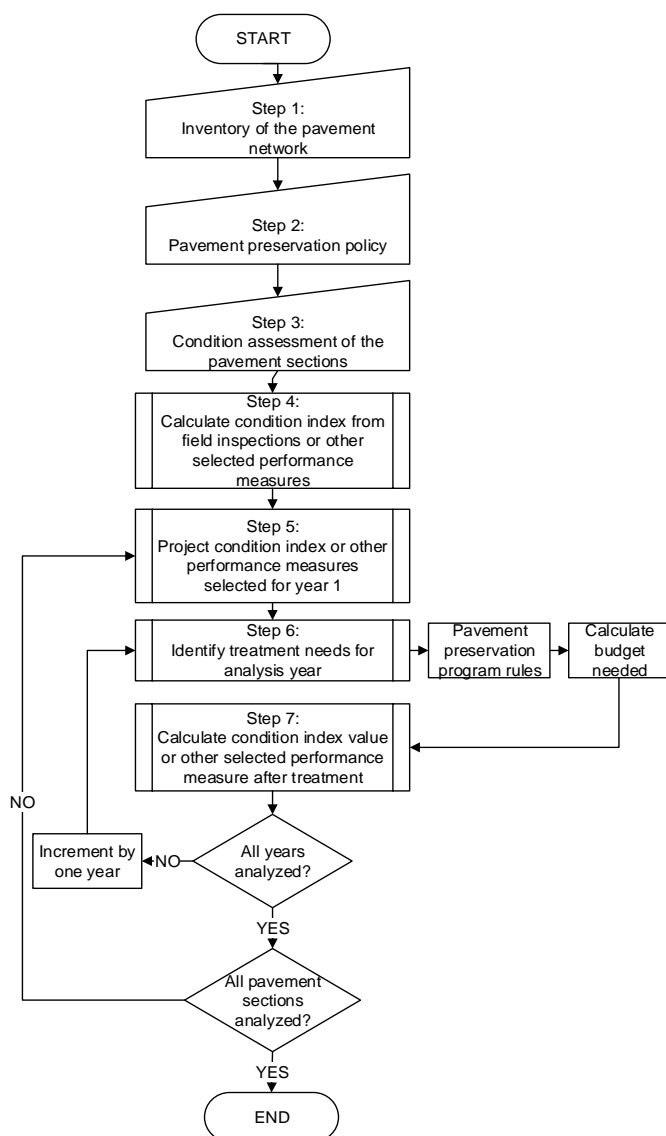 START
Step 1:
Inventory of the pavement
network
Step 2:
Pavement preservation policy
Step 3:
Condition assessment of the
pavement sections
Step 4:
Calculate condition index from
field inspections or other
selected performance
measures
Step 5:
Project condition index or other
performance measures
selected for year 1
Step 6:
Identify treatment needs for
analysis year
Pavement
preservation
program rules
Calculate
budget
needed
Step 7:
Calculate condition index value
or other selected performance
measure after treatment
NO
Increment by
one year
NO
All years
analyzed?
YES
All pavement
sections
analyzed?
YES
END